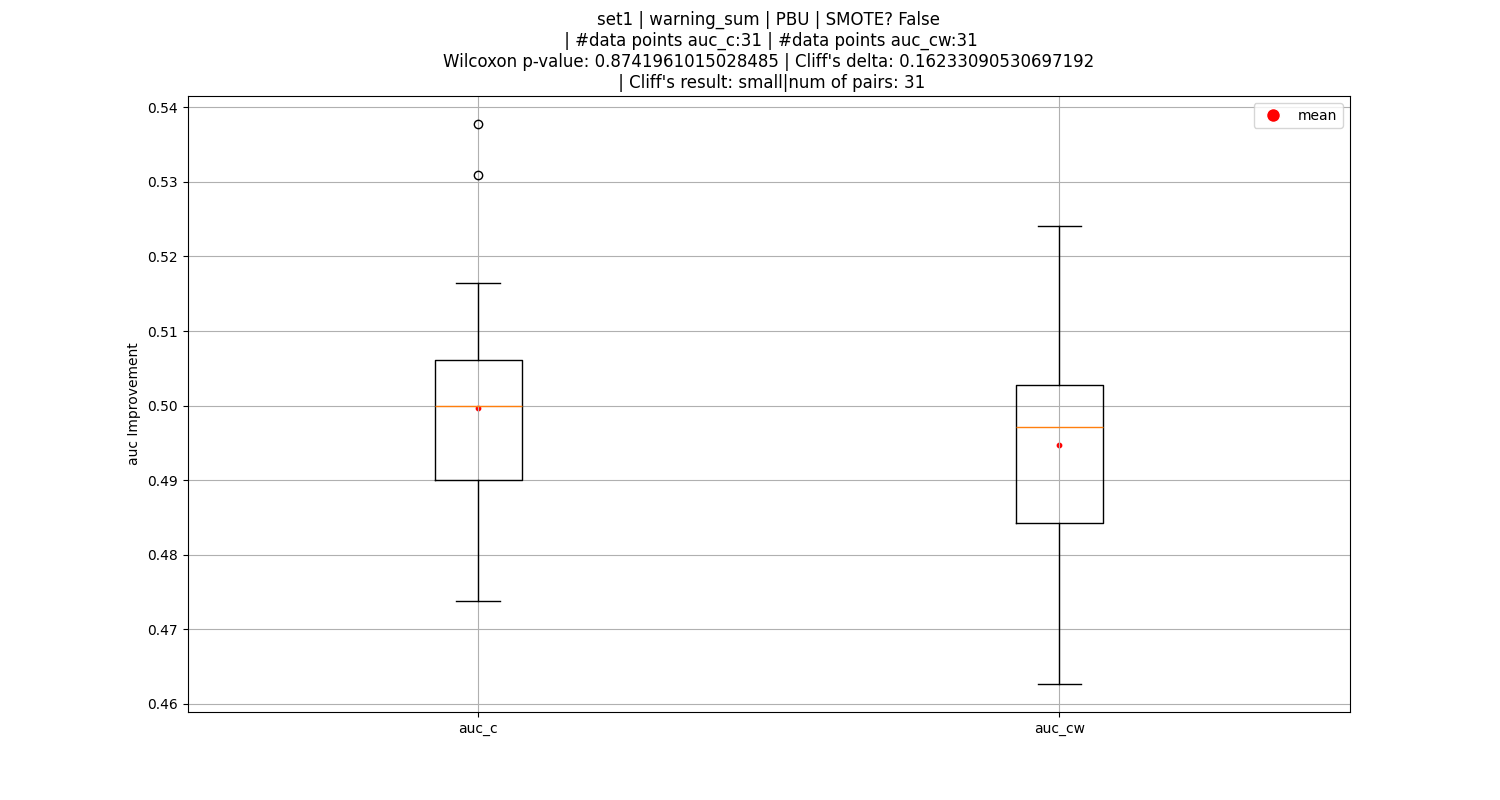 set1 | warning_sum | PBU | SMOTE? False
| #data points auc_c:31 | #data points auc_cw:31
Wilcoxon p-value: 0.8741961015028485 | Cliff's delta: 0.16233090530697192
| Cliff's result: small|num of pairs: 31
mean
0.54
0.53
0.52
0.51
0.50
0.49
0.48
0.47
0.46
auc Improvement
auc_c
auc_cw